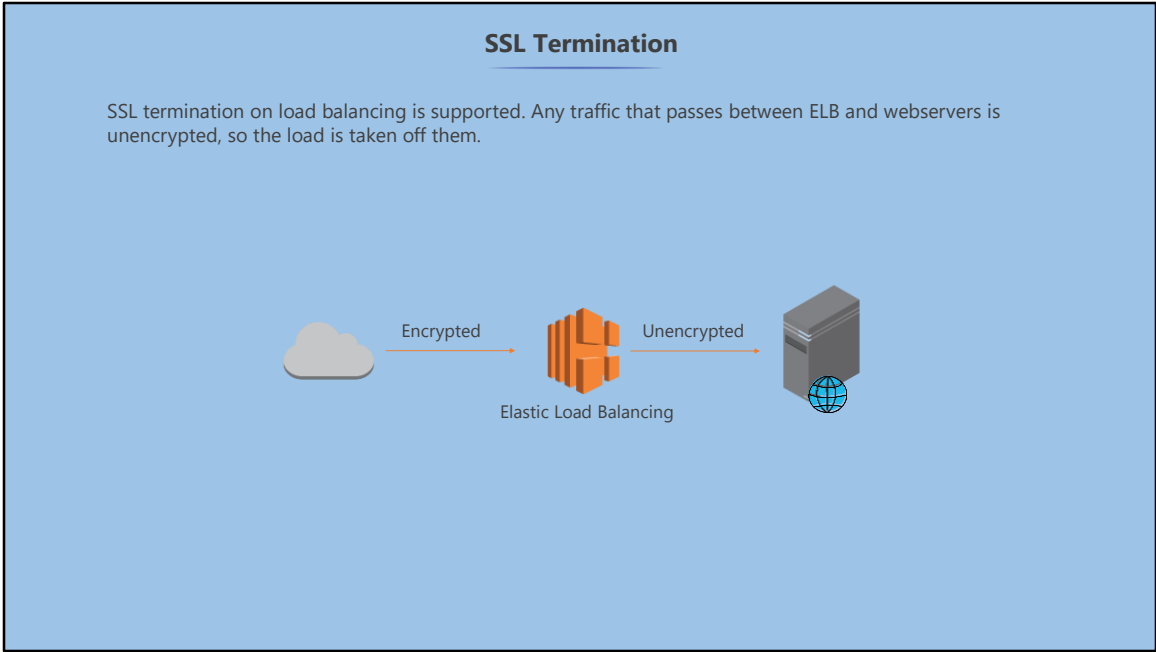 SSL Termination
SSL termination on load balancing is supported. Any traffic that passes between ELB and webservers is
unencrypted, so the load is taken off them.
Encrypted
Unencrypted
Elastic Load Balancing